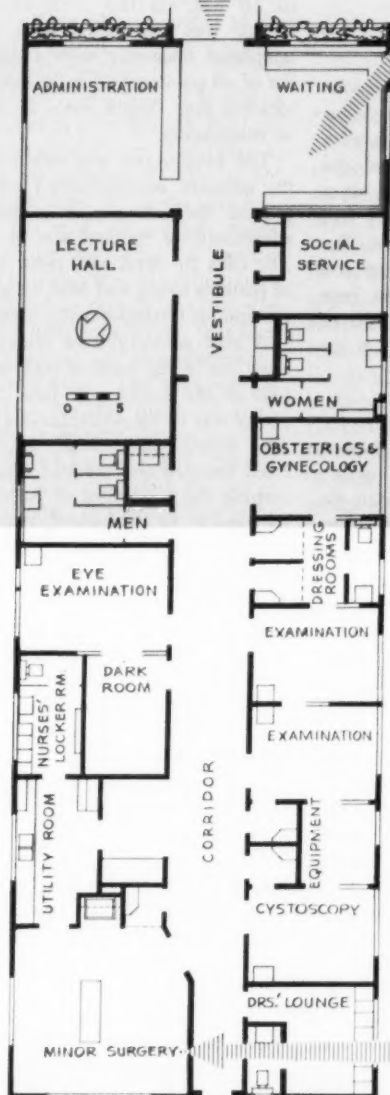 ADMINISTRATION
WAITING
LECTURE
HALL
VESTIBULE
SOCIAL
SERVICE
0 5
WOMEN
OBSTETRICS &
GYNECOLOGY
MEN
EYE
EXAMINATION
DRESSING
ROOMS
DARK
ROOM
EXAMINATION
NURSES'
LOCKER RM.
EXAMINATION
CORRIDOR
UTILITY ROOM
EQUIPMENT
CYSTOSCOPY
DRS.' LOUNGE
MINOR SURGERY